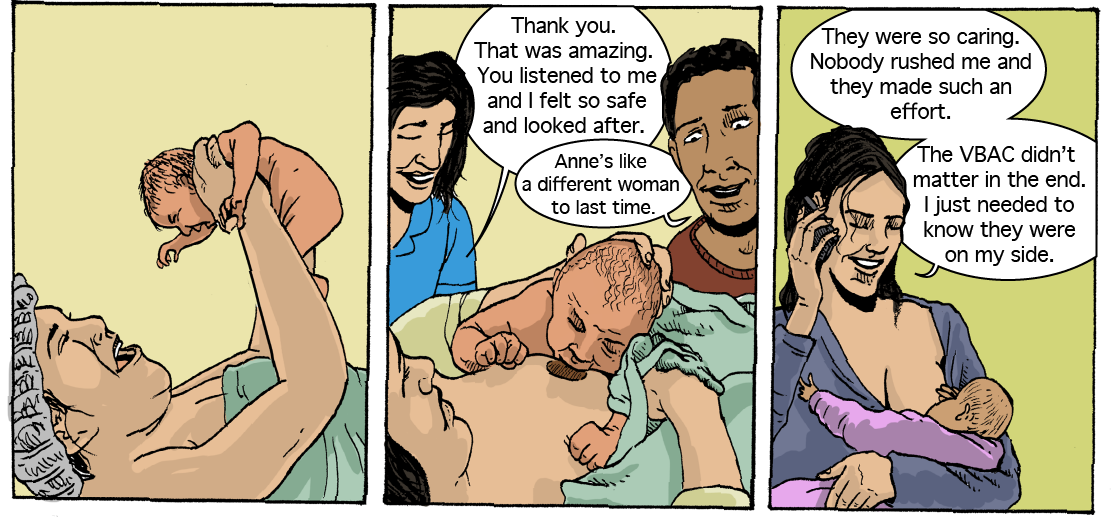 Thank you.
That was amazing.
You listened to me
and I felt so safe
and looked after.
Anne's like
a different woman
to last time.
They were so caring.
Nobody rushed me and
they made such an
effort.
The VBAC didn't
matter in the end.
I just needed to
know they were
on my side.